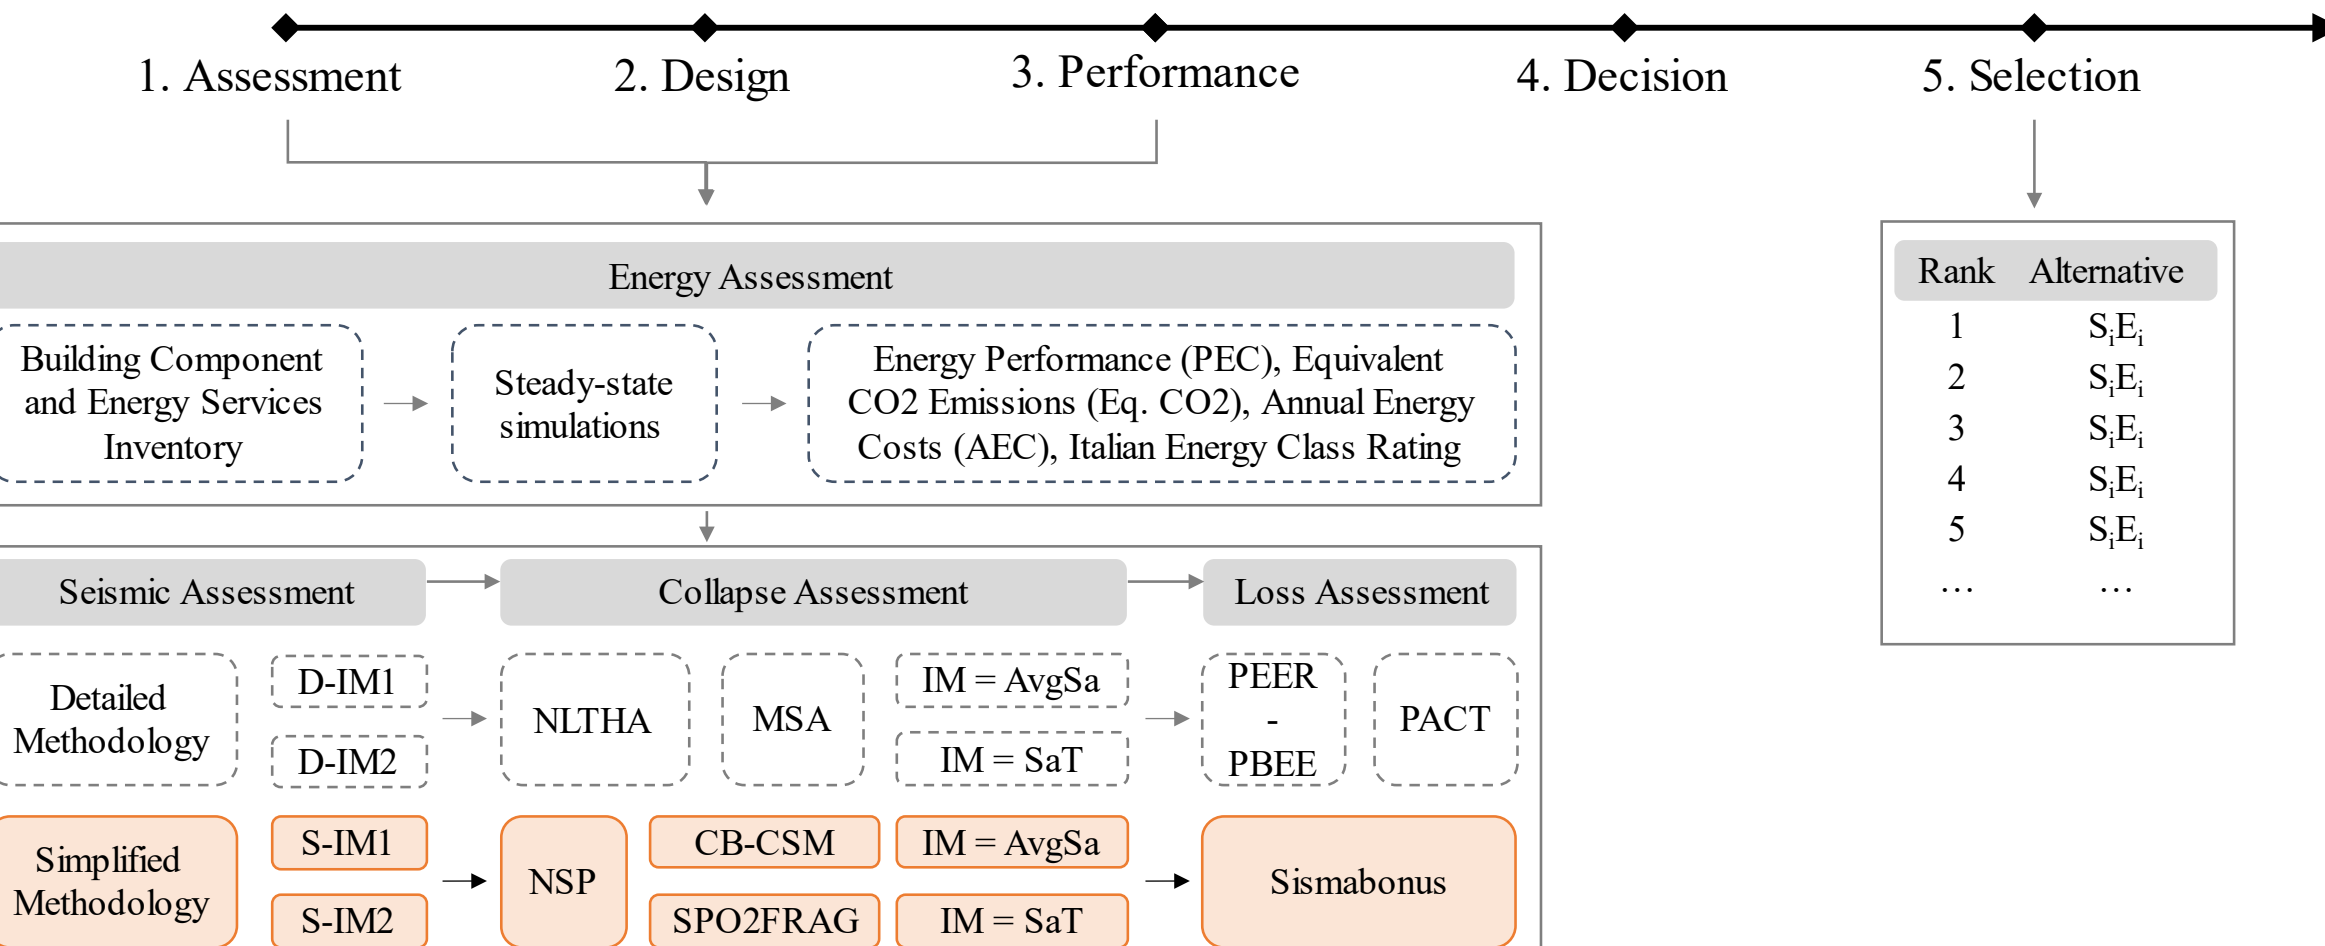 1. Assessment
2. Design
3. Performance
4. Decision
5. Selection
Energy Assessment
Building Component
and Energy Services
Inventory
Steady-state
simulations
Energy Performance (PEC), Equivalent
CO2 Emissions (Eq. CO2), Annual Energy
Costs (AEC), Italian Energy Class Rating
Rank Alternative
1 SiEi
2 SiEi
3 SiEi
4 SiEi
5 SiEi
… …
Seismic Assessment
Collapse Assessment
Loss Assessment
Detailed
Methodology
D-IM1
D-IM2
NLTHA
MSA
IM = AvgSa
IM = SaT
PEER
-
PBEE
PACT
Simplified
Methodology
S-IM1
S-IM2
NSP
CB-CSM
SPO2FRAG
IM = AvgSa
IM = SaT
Sismabonus